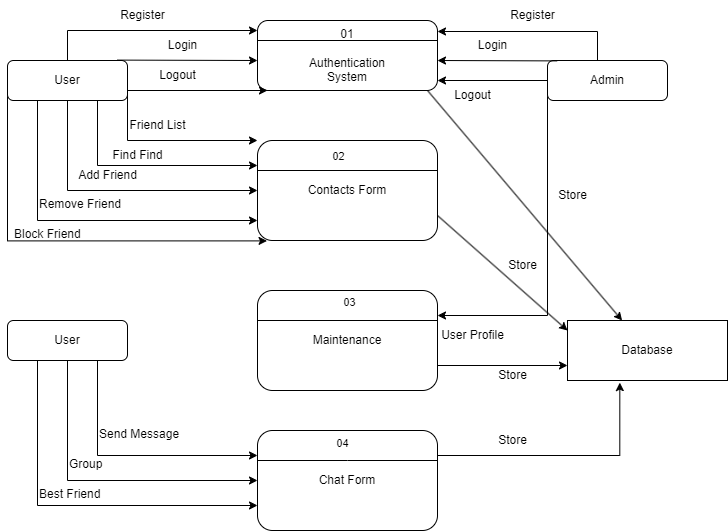 Register
Register
01
Login
Login
Authentication
System
User
Logout
Admin
Logout
Friend List
Find Find
02
Add Friend
Contacts Form
Store
Remove Friend
Block Friend
Store
03
User
Maintenance
User Profile
Database
Store
Send Message
04
Store
Group
Chat Form
Best Friend